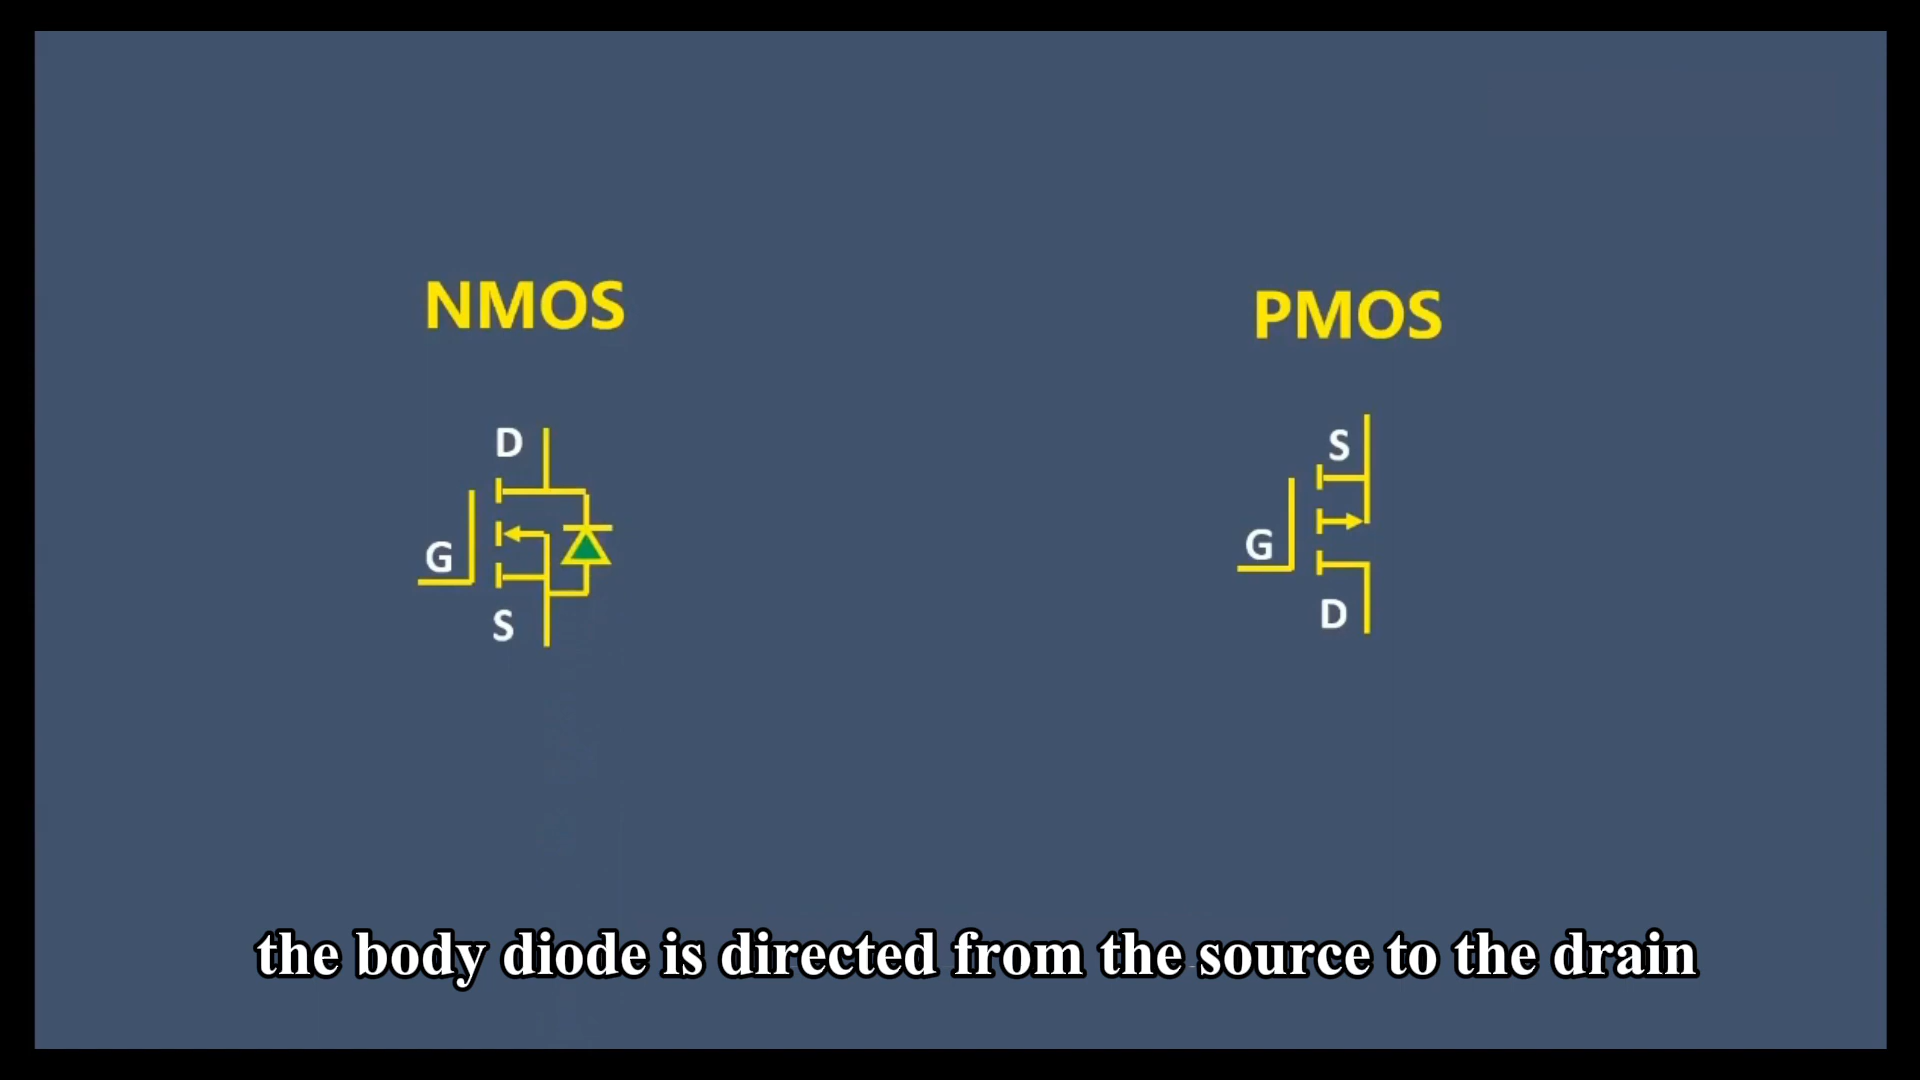 NMOS
PMOS
D
G
S
S
G
D
the body diode is directed from the source to the drain